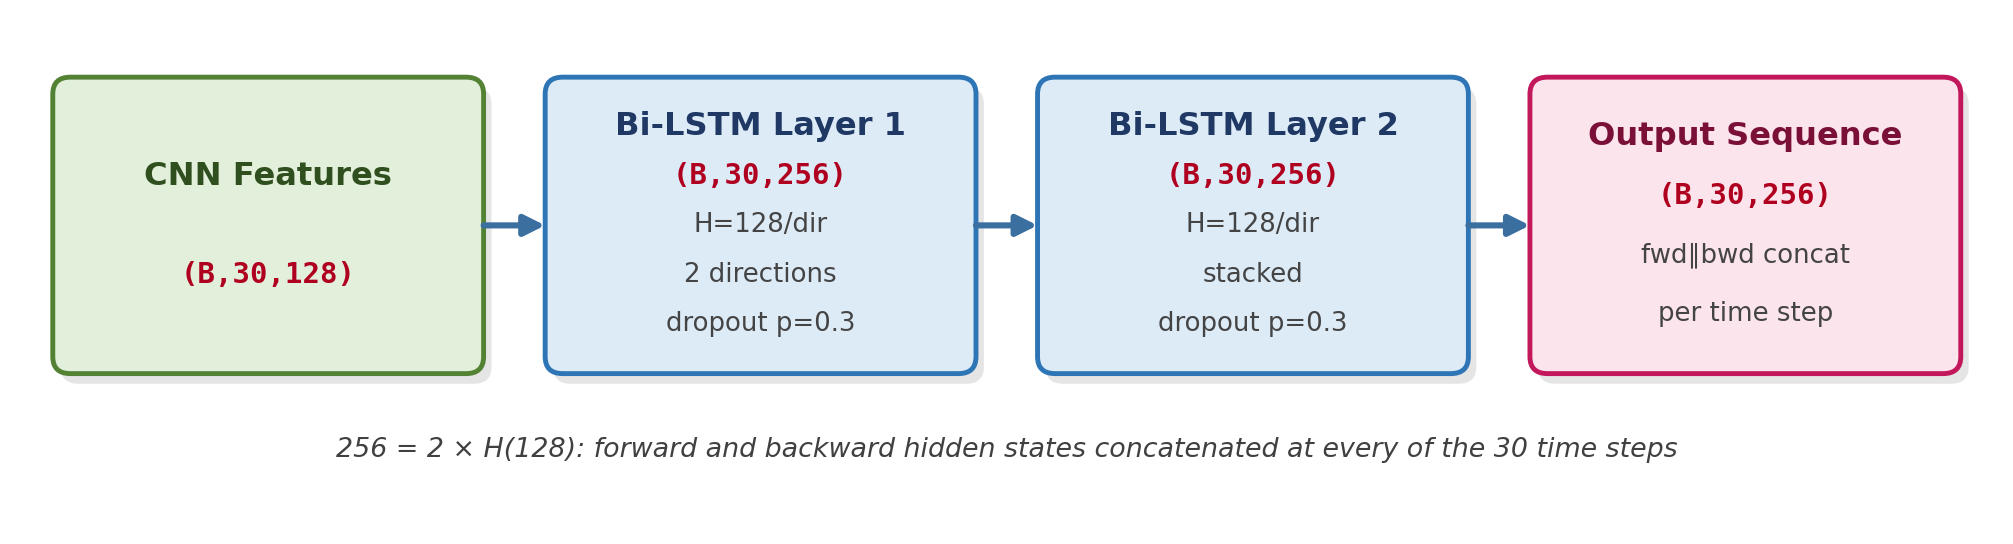 CNN Features
(B,30,128)
Bi-LSTM Layer 1
(B,30,256)
H=128/dir
2 directions
dropout p=0.3
Bi-LSTM Layer 2
(B,30,256)
H=128/dir
stacked
dropout p=0.3
Output Sequence
(B,30,256)
fwd‖bwd concat
per time step
256 = 2 × H(128): forward and backward hidden states concatenated at every of the 30 time steps